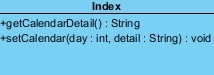 Index
+getCalendarDetail() : String
+setCalendar(day : int, detail : String) : void